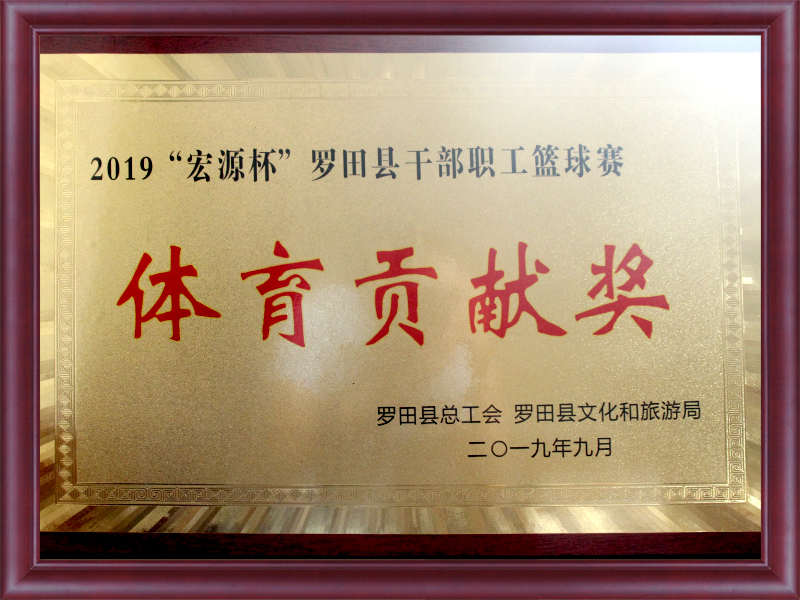 2019“宏源杯”罗田县干部职工篮球赛
体育贡献奖
罗田县总工会 罗田县文化和旅游局
二〇一九年九月